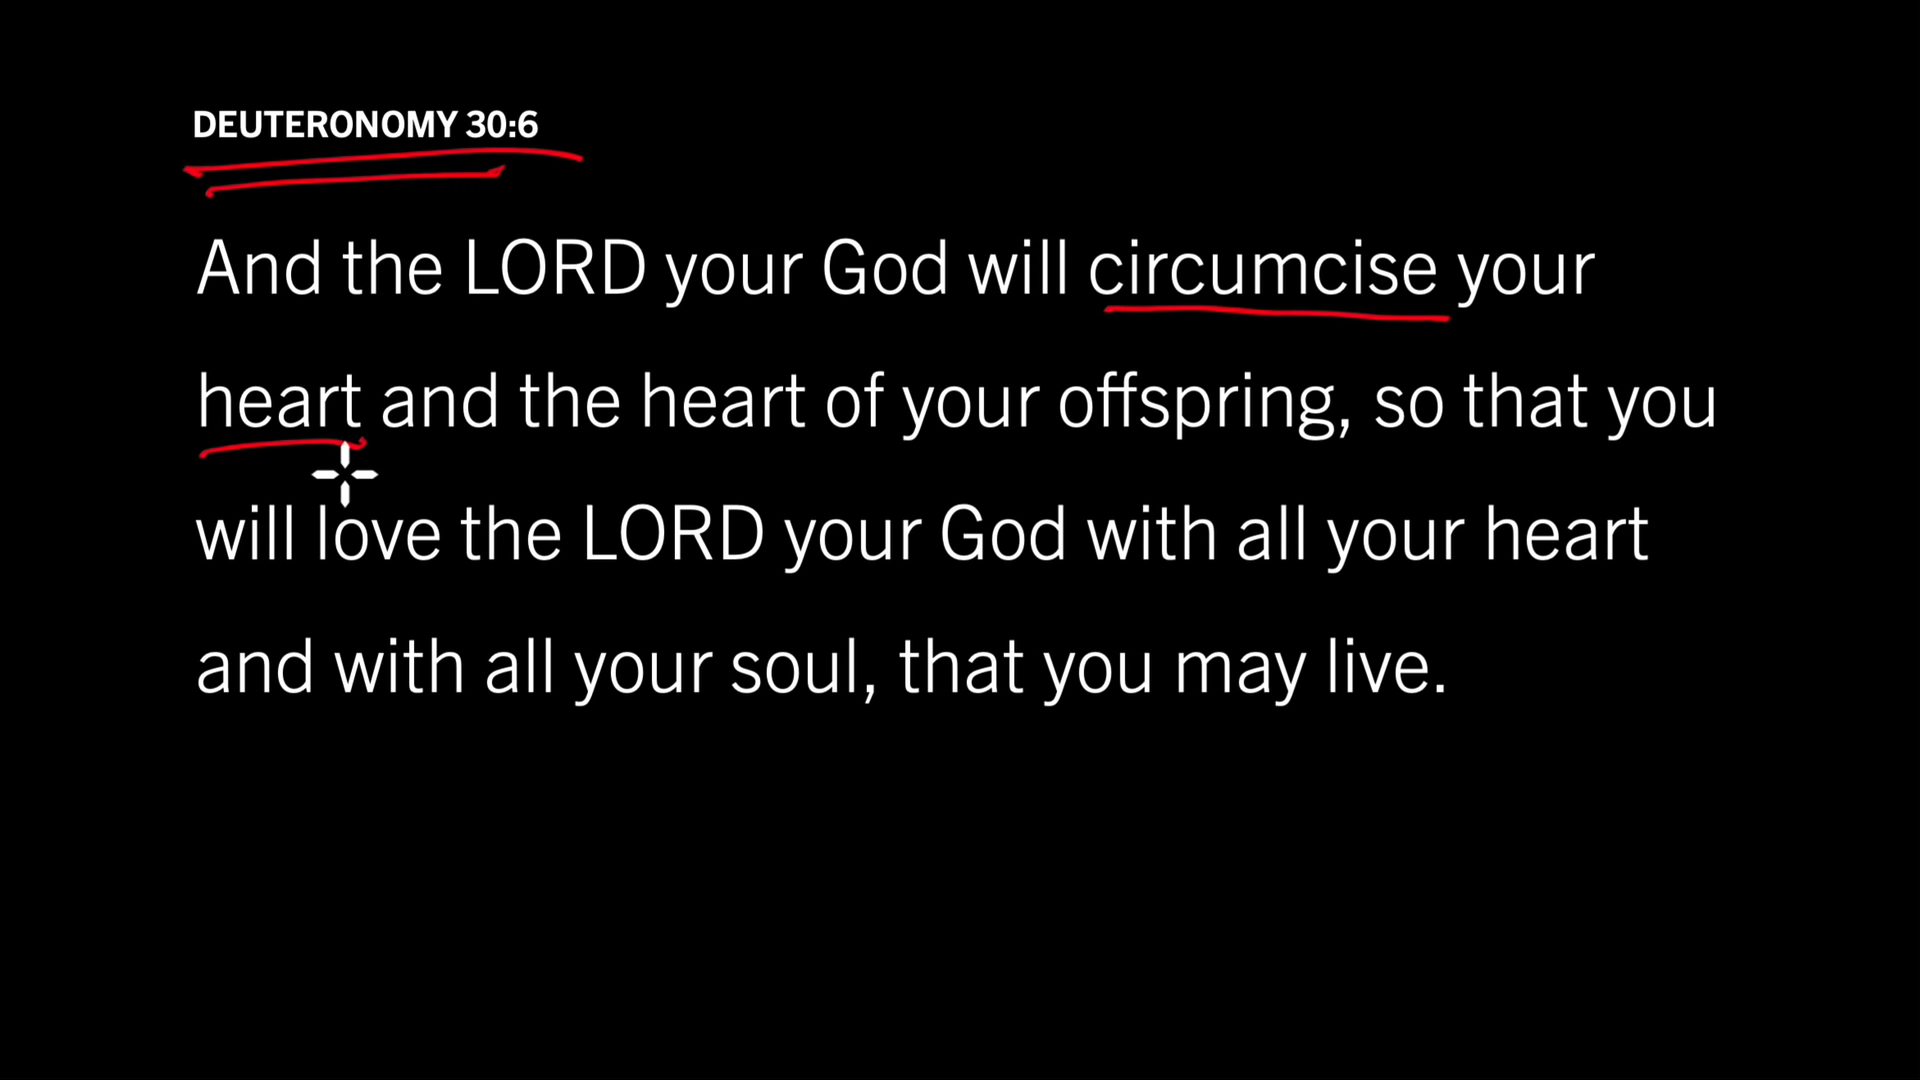 DEUTERONOMY 30:6
And the LORD your God will circumcise your
heart and the heart of your offspring, so that you
will love the LORD your God with all your heart
and with all your soul, that you may live.